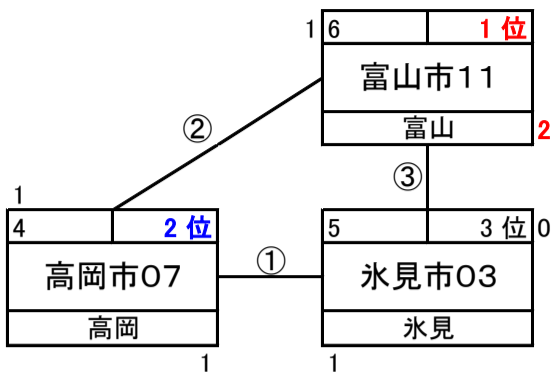 1 6 1 位
富山市11
② 富山 2
③
1
4 2 位 5 3 位 0
高岡市07 ① 氷見市03
高岡 氷見
1 1